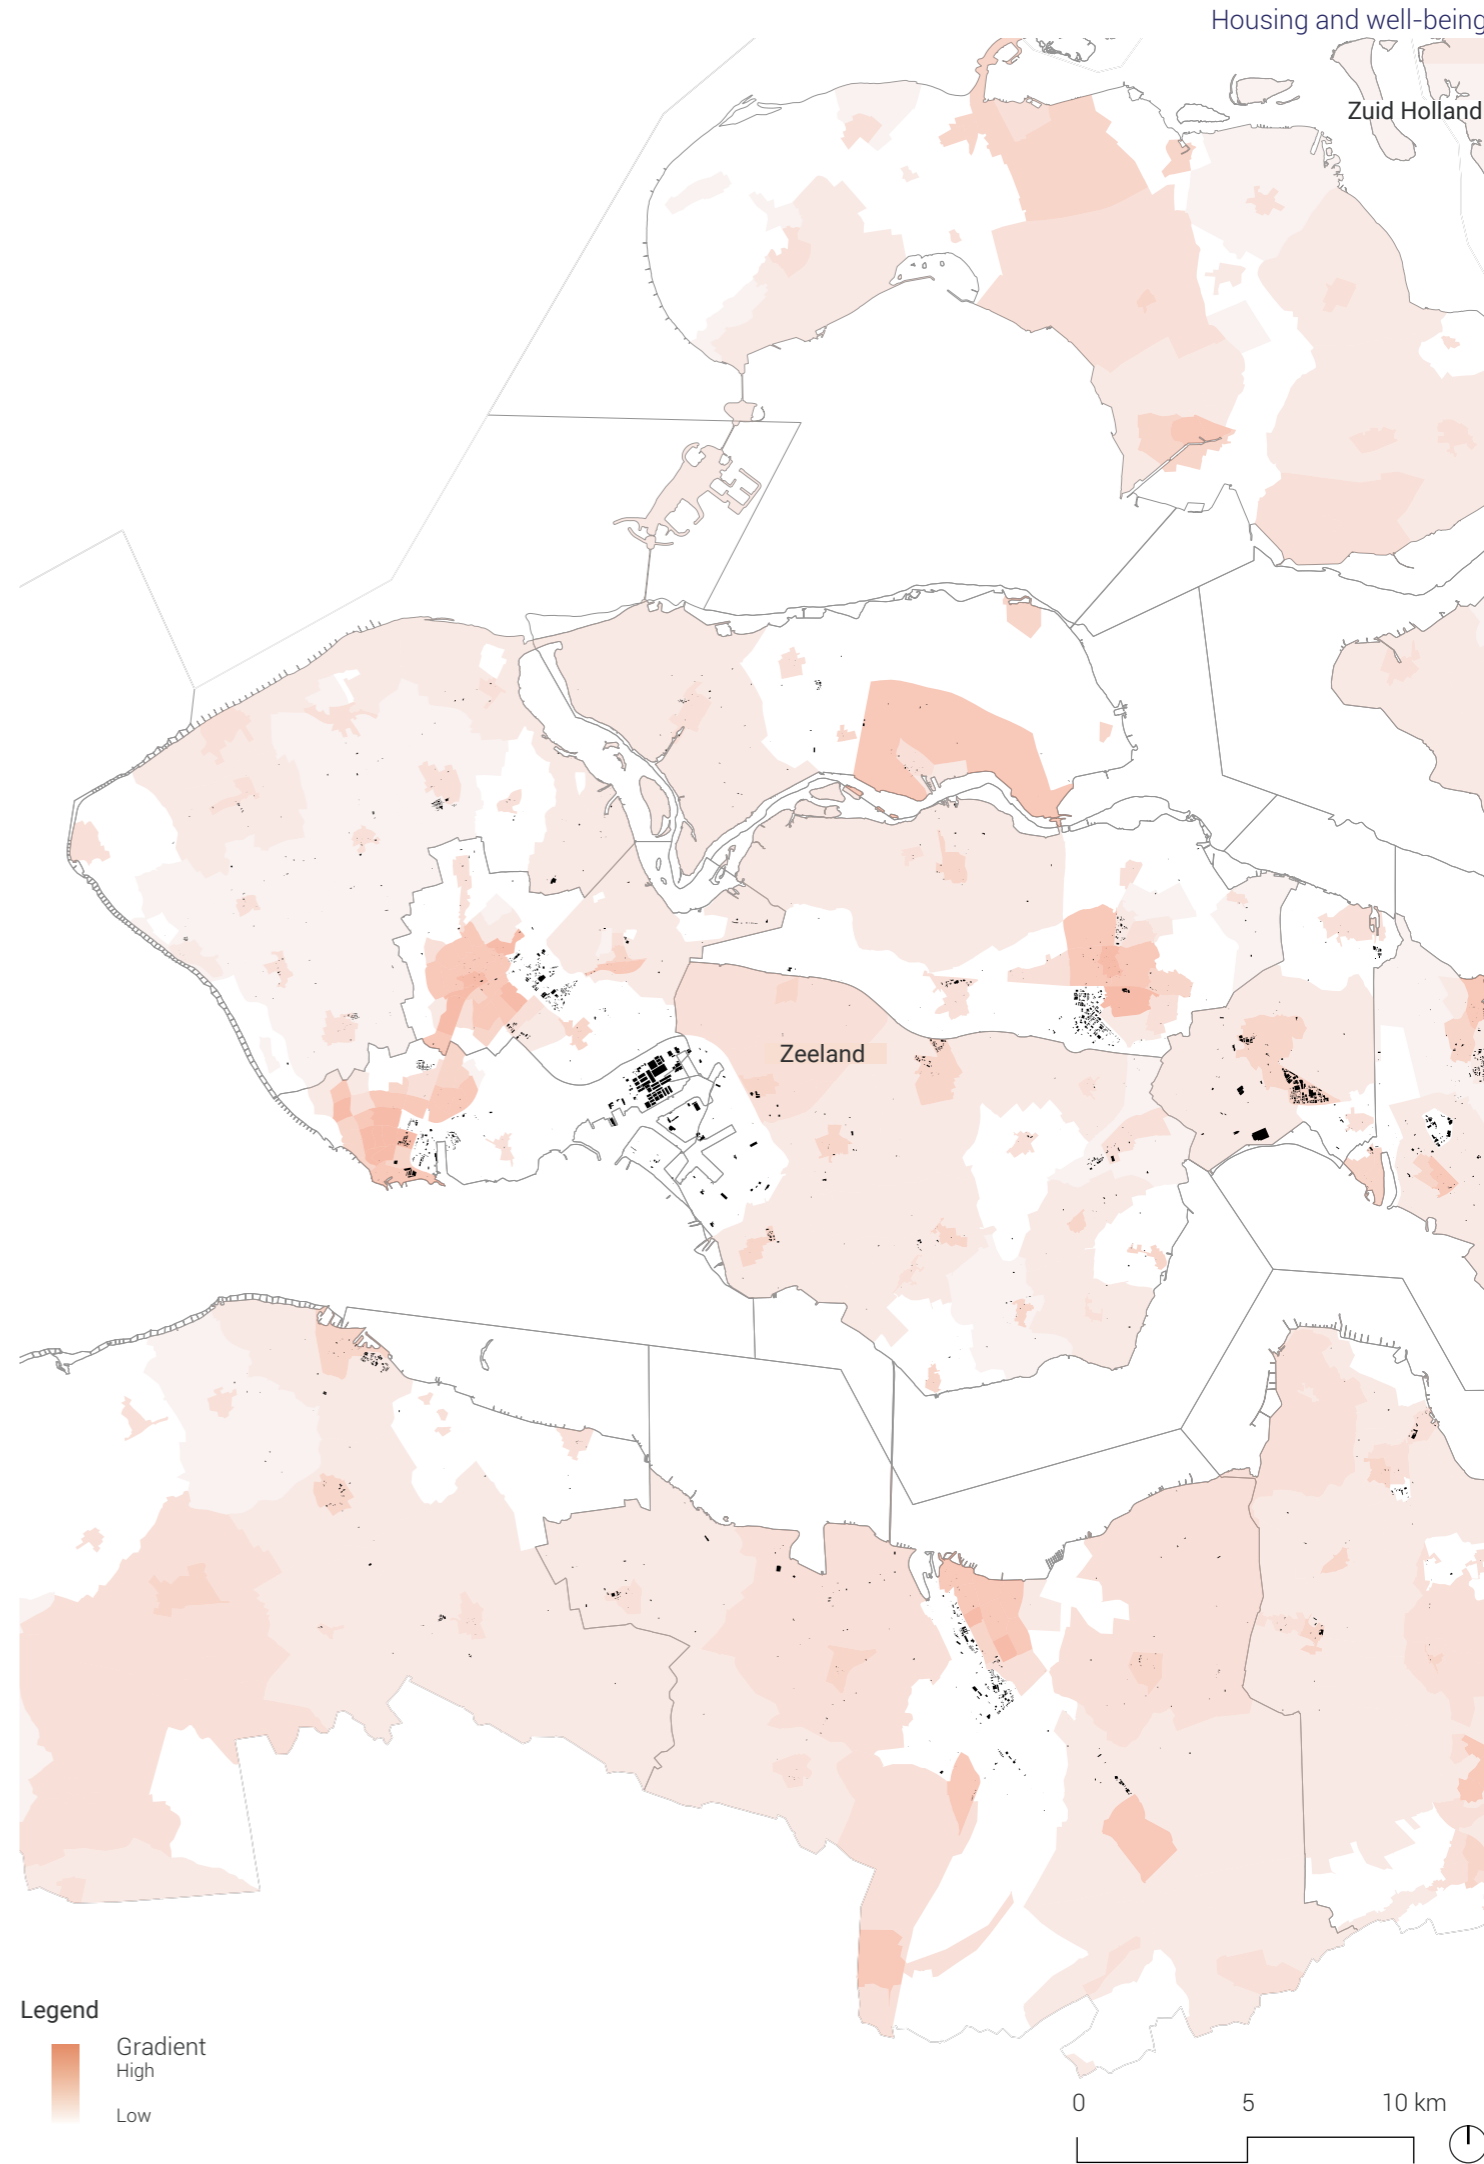 Housing and well-being
Zuid Holland
Zeeland
Legend
Gradient
High
Low
0 5 10 km